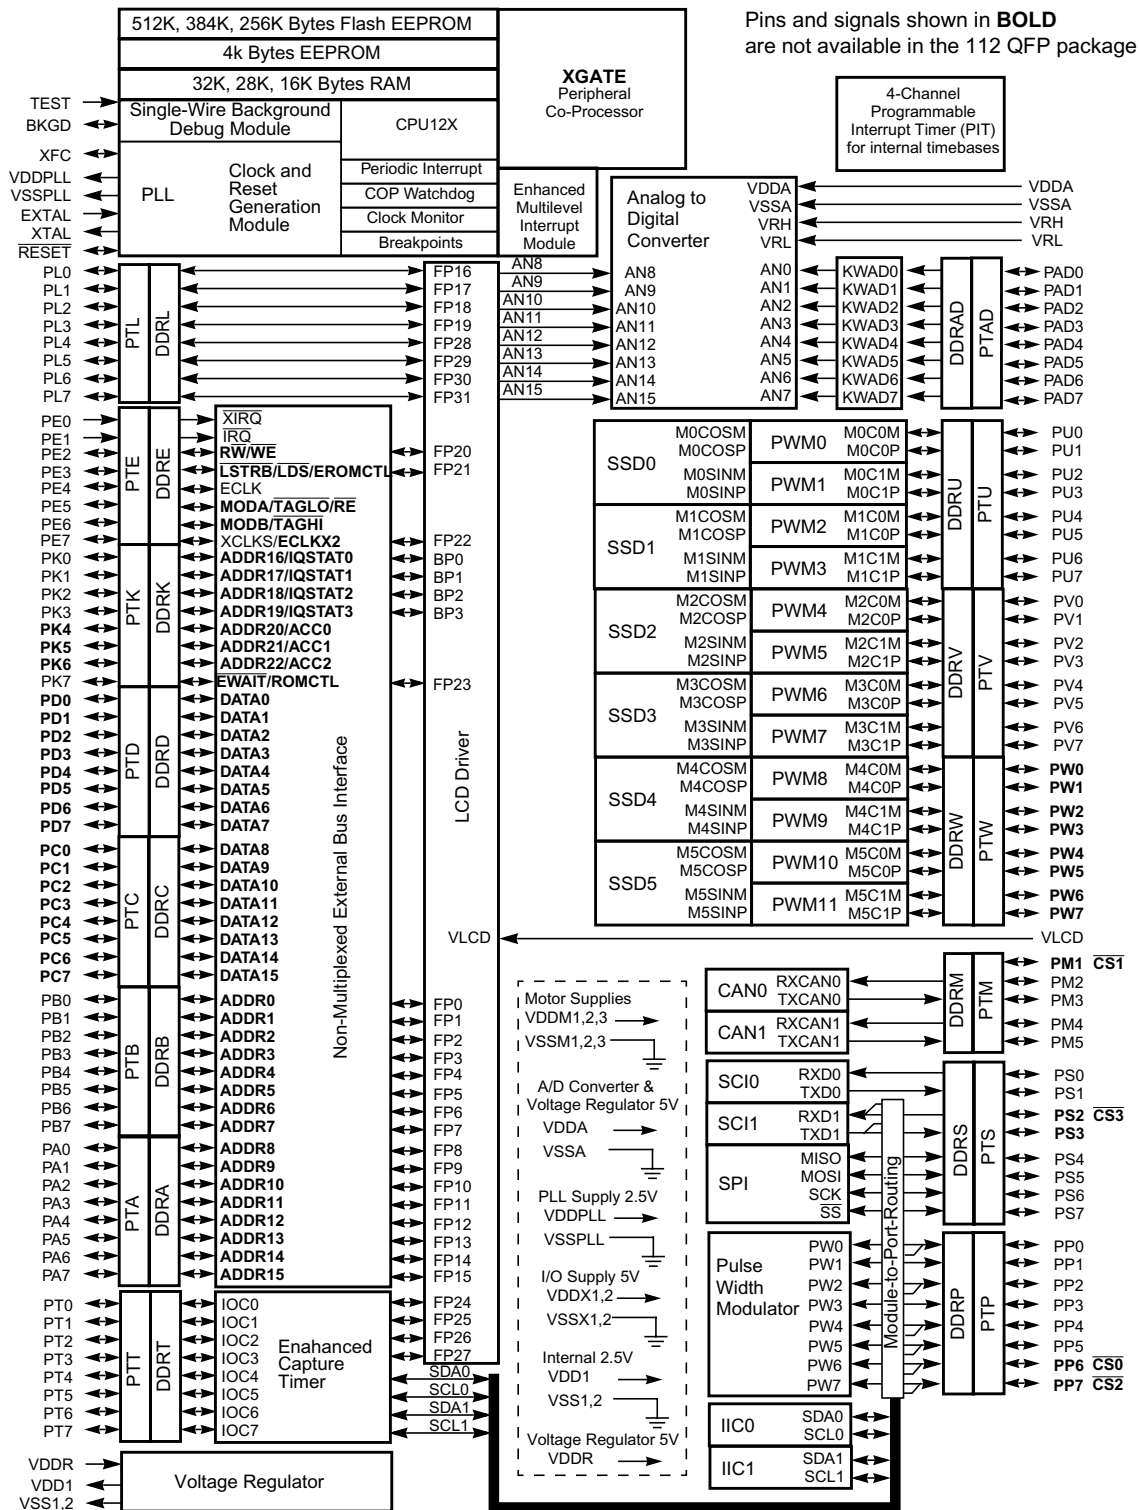 512K, 384K, 256K Bytes Flash EEPROM
4k Bytes EEPROM
32K, 28K, 16K Bytes RAM
Single-Wire Background
Debug Module
CPU12X
PLL
Clock and
Reset
Generation
Module
Periodic Interrupt
COP Watchdog
Clock Monitor
Breakpoints
XGATE
Peripheral
Co-Processor
Enhanced
Multilevel
Interrupt
Module
Pins and signals shown in BOLD
are not available in the 112 QFP package
4-Channel
Programmable
Interrupt Timer (PIT)
for internal timebases
TEST
BKGD
XFC
VDDPLL
VSSPLL
EXTAL
XTAL
RESET
PL0
PL1
PL2
PL3
PL4
PL5
PL6
PL7
PTL
DDRL
FP16
FP17
FP18
FP19
FP28
FP29
FP30
FP31
AN8
AN9
AN10
AN11
AN12
AN13
AN14
AN15
Analog to
Digital
Converter
VDDA
VSSA
VRH
VRL
VDDA
VSSA
VRH
VRL
AN8
AN9
AN10
AN11
AN12
AN13
AN14
AN15
AN0
AN1
AN2
AN3
AN4
AN5
AN6
AN7
KWAD0
KWAD1
KWAD2
KWAD3
KWAD4
KWAD5
KWAD6
KWAD7
DDRAD
PTAD
PAD0
PAD1
PAD2
PAD3
PAD4
PAD5
PAD6
PAD7
PE0
PE1
PE2
PE3
PE4
PE5
PE6
PE7
PTE
DDRE
XIRQ
IRQ
RW/WE
LSTRB/LDS/EROMCTL
ECLK
MODA/TAGLO/RE
MODB/TAGHI
XCLKS/ECLKX2
FP20
FP21
FP22
PK0
PK1
PK2
PK3
PK4
PK5
PK6
PK7
PTK
DDRK
ADDR16/IQSTAT0
ADDR17/IQSTAT1
ADDR18/IQSTAT2
ADDR19/IQSTAT3
ADDR20/ACC0
ADDR21/ACC1
ADDR22/ACC2
EWAIT/ROMCTL
BP0
BP1
BP2
BP3
FP23
PD0
PD1
PD2
PD3
PD4
PD5
PD6
PD7
PTD
DDRD
DATA0
DATA1
DATA2
DATA3
DATA4
DATA5
DATA6
DATA7
PC0
PC1
PC2
PC3
PC4
PC5
PC6
PC7
PTC
DDRC
DATA8
DATA9
DATA10
DATA11
DATA12
DATA13
DATA14
DATA15
Non-Multiplexed External Bus Interface
LCD Driver
VLCD
VLCD
PB0
PB1
PB2
PB3
PB4
PB5
PB6
PB7
PTB
DDRB
ADDR0
ADDR1
ADDR2
ADDR3
ADDR4
ADDR5
ADDR6
ADDR7
FP0
FP1
FP2
FP3
FP4
FP5
FP6
FP7
PA0
PA1
PA2
PA3
PA4
PA5
PA6
PA7
PTA
DDRA
ADDR8
ADDR9
ADDR10
ADDR11
ADDR12
ADDR13
ADDR14
ADDR15
FP8
FP9
FP10
FP11
FP12
FP13
FP14
FP15
PT0
PT1
PT2
PT3
PT4
PT5
PT6
PT7
PTT
DDRT
IOC0
IOC1
IOC2
IOC3
IOC4
IOC5
IOC6
IOC7
Enahanced
Capture
Timer
FP24
FP25
FP26
FP27
SDA0
SCL0
SDA1
SCL1
VDDR
VDD1
VSS1,2
Voltage Regulator
SSD0
M0COSM
M0COSP
M0SINM
M0SINP
PWM0
M0C0M
M0C0P
PWM1
M0C1M
M0C1P
SSD1
M1COSM
M1COSP
M1SINM
M1SINP
PWM2
M1C0M
M1C0P
PWM3
M1C1M
M1C1P
DDRU
PTU
PU0
PU1
PU2
PU3
PU4
PU5
PU6
PU7
SSD2
M2COSM
M2COSP
M2SINM
M2SINP
PWM4
M2C0M
M2C0P
PWM5
M2C1M
M2C1P
SSD3
M3COSM
M3COSP
M3SINM
M3SINP
PWM6
M3C0M
M3C0P
PWM7
M3C1M
M3C1P
DDRV
PTV
PV0
PV1
PV2
PV3
PV4
PV5
PV6
PV7
SSD4
M4COSM
M4COSP
M4SINM
M4SINP
PWM8
M4C0M
M4C0P
PWM9
M4C1M
M4C1P
SSD5
M5COSM
M5COSP
M5SINM
M5SINP
PWM10
M5C0M
M5C0P
PWM11
M5C1M
M5C1P
DDRW
PTW
PW0
PW1
PW2
PW3
PW4
PW5
PW6
PW7
Motor Supplies
VDDM1,2,3
VSSM1,2,3
A/D Converter &
Voltage Regulator 5V
VDDA
VSSA
PLL Supply 2.5V
VDDPLL
VSSPLL
I/O Supply 5V
VDDX1,2
VSSX1,2
Internal 2.5V
VDD1
VSS1,2
Voltage Regulator 5V
VDDR
CAN0
RXCAN0
TXCAN0
CAN1
RXCAN1
TXCAN1
DDRM
PTM
PM1 CS1
PM2
PM3
PM4
PM5
SCI0
RXD0
TXD0
SCI1
RXD1
TXD1
SPI
MISO
MOSI
SCK
SS
DDRS
PTS
PS0
PS1
PS2 CS3
PS3
PS4
PS5
PS6
PS7
Module-to-Port-Routing
Pulse
Width
Modulator
PW0
PW1
PW2
PW3
PW4
PW5
PW6
PW7
DDRP
PTP
PP0
PP1
PP2
PP3
PP4
PP5
PP6 CS0
PP7 CS2
IIC0
SDA0
SCL0
IIC1
SDA1
SCL1